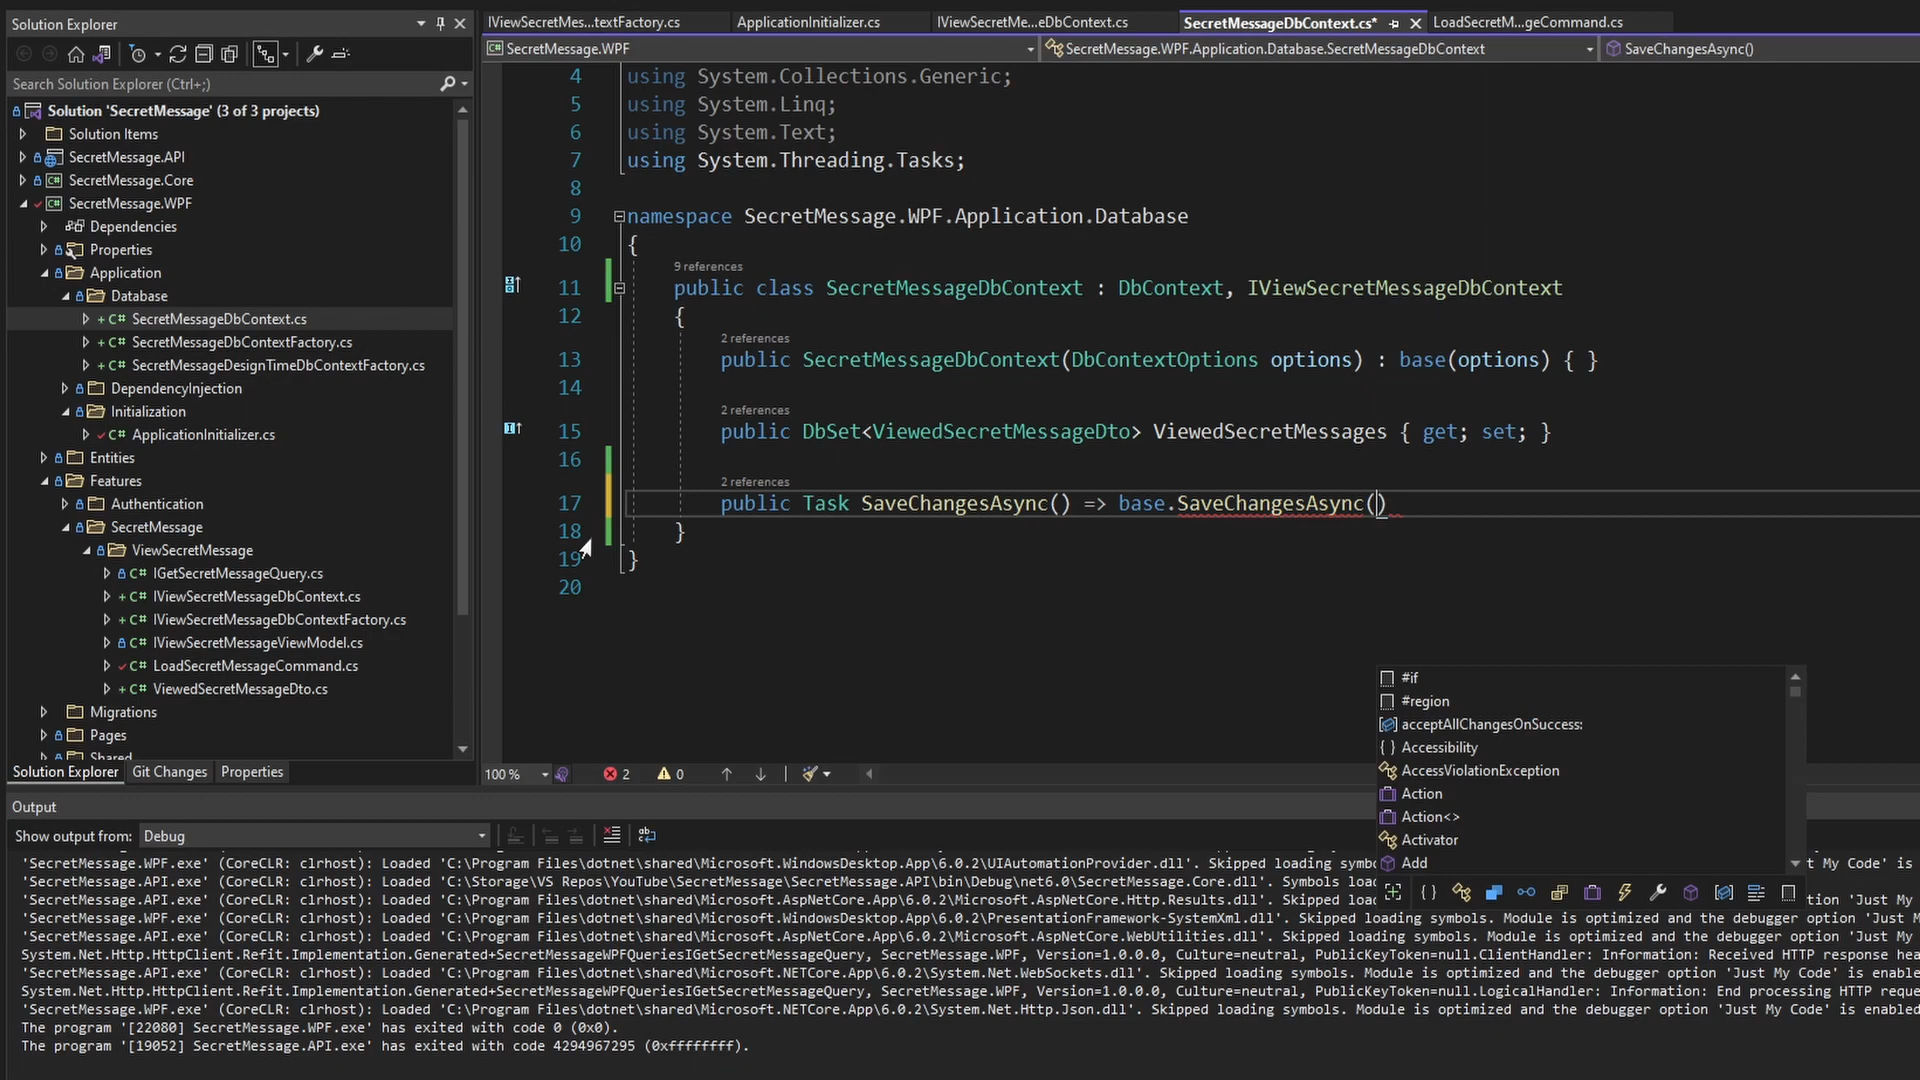 Solution Explorer
IViewSecretMes...textFactory.cs
ApplicationInitializer.cs
IViewSecretMe...eDbContext.cs
SecretMessageDbContext.cs*
LoadSecretM...geCommand.cs
SecretMessage.WPF
SecretMessage.WPF.Application.Database.SecretMessageDbContext
SaveChangesAsync()
Search Solution Explorer (Ctrl+;)
Solution 'SecretMessage' (3 of 3 projects)
Solution Items
SecretMessage.API
SecretMessage.Core
SecretMessage.WPF
Dependencies
Properties
Application
Database
SecretMessageDbContext.cs
SecretMessageDbContextFactory.cs
SecretMessageDesignTimeDbContextFactory.cs
DependencyInjection
Initialization
ApplicationInitializer.cs
Entities
Features
Authentication
SecretMessage
ViewSecretMessage
IGetSecretMessageQuery.cs
IViewSecretMessageDbContext.cs
IViewSecretMessageDbContextFactory.cs
IViewSecretMessageViewModel.cs
LoadSecretMessageCommand.cs
ViewedSecretMessageDto.cs
Migrations
Pages
Shared
Solution Explorer Git Changes Properties
4 using System.Collections.Generic;
5 using System.Linq;
6 using System.Text;
7 using System.Threading.Tasks;
8
9 namespace SecretMessage.WPF.Application.Database
10 {
9 references
11 public class SecretMessageDbContext : DbContext, IViewSecretMessageDbContext
12 {
2 references
13 public SecretMessageDbContext(DbContextOptions options) : base(options) { }
14
2 references
15 public DbSet<ViewedSecretMessageDto> ViewedSecretMessages { get; set; }
16
2 references
17 public Task SaveChangesAsync() => base.SaveChangesAsync()
18 }
19 }
20
#if
#region
acceptAllChangesOnSuccess:
{ } Accessibility
AccessViolationException
Action
Action<>
Activator
Add
100 % 2 0
Output
Show output from: Debug
'SecretMessage.WPF.exe' (CoreCLR: clrhost): Loaded 'C:\Program Files\dotnet\shared\Microsoft.WindowsDesktop.App\6.0.2\UIAutomationProvider.dll'. Skipped loading symbo t My Code' is
'SecretMessage.API.exe' (CoreCLR: clrhost): Loaded 'C:\Storage\VS Repos\YouTube\SecretMessage\SecretMessage.API\bin\Debug\net6.0\SecretMessage.Core.dll'. Symbols loa
'SecretMessage.API.exe' (CoreCLR: clrhost): Loaded 'C:\Program Files\dotnet\shared\Microsoft.AspNetCore.App\6.0.2\Microsoft.AspNetCore.Http.Results.dll'. Skipped loa tion 'Just My
'SecretMessage.WPF.exe' (CoreCLR: clrhost): Loaded 'C:\Program Files\dotnet\shared\Microsoft.WindowsDesktop.App\6.0.2\PresentationFramework-SystemXml.dll'. Skipped loading symbols. Module is optimized and the debugger option 'Just M
'SecretMessage.API.exe' (CoreCLR: clrhost): Loaded 'C:\Program Files\dotnet\shared\Microsoft.AspNetCore.App\6.0.2\Microsoft.AspNetCore.WebUtilities.dll'. Skipped loading symbols. Module is optimized and the debugger option 'Just My
System.Net.Http.HttpClient.Refit.Implementation.Generated+SecretMessageWPFQueriesIGetSecretMessageQuery, SecretMessage.WPF, Version=1.0.0.0, Culture=neutral, PublicKeyToken=null.ClientHandler: Information: Received HTTP response hea
'SecretMessage.API.exe' (CoreCLR: clrhost): Loaded 'C:\Program Files\dotnet\shared\Microsoft.NETCore.App\6.0.2\System.Net.WebSockets.dll'. Skipped loading symbols. Module is optimized and the debugger option 'Just My Code' is enable
System.Net.Http.HttpClient.Refit.Implementation.Generated+SecretMessageWPFQueriesIGetSecretMessageQuery, SecretMessage.WPF, Version=1.0.0.0, Culture=neutral, PublicKeyToken=null.LogicalHandler: Information: End processing HTTP reque
'SecretMessage.WPF.exe' (CoreCLR: clrhost): Loaded 'C:\Program Files\dotnet\shared\Microsoft.NETCore.App\6.0.2\System.Net.Http.Json.dll'. Skipped loading symbols. Module is optimized and the debugger option 'Just My Code' is enabled
The program '[22080] SecretMessage.WPF.exe' has exited with code 0 (0x0).
The program '[19052] SecretMessage.API.exe' has exited with code 4294967295 (0xffffffff).